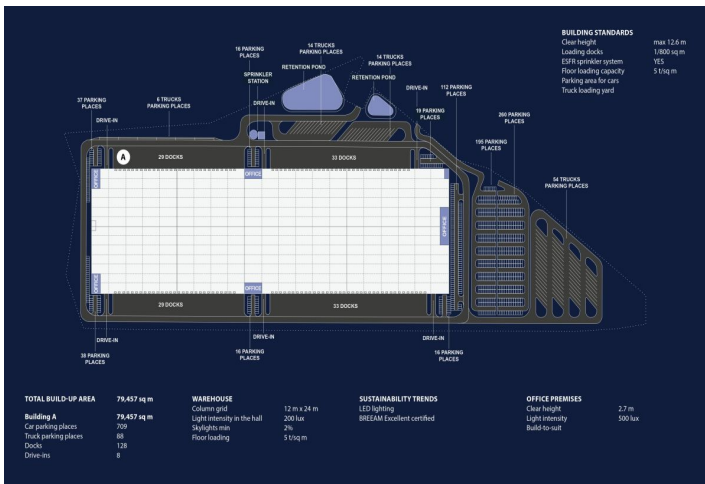 BUILDING STANDARDS
Clear height max 12.6 m
Loading docks 1/800 sq m
ESFR sprinkler system YES
Floor loading capacity 5 t/sq m
Parking area for cars
Truck loading yard
16 PARKING
PLACES
14 TRUCKS
PARKING PLACES
14 TRUCKS
PARKING PLACES
RETENTION POND
SPRINKLER
STATION
RETENTION POND
DRIVE-IN
112 PARKING
PLACES
37 PARKING
PLACES
6 TRUCKS
PARKING PLACES
DRIVE-IN
19 PARKING
PLACES
260 PARKING
PLACES
DRIVE-IN
195 PARKING
PLACES
A
29 DOCKS
33 DOCKS
54 TRUCKS
PARKING PLACES
OFFICE
OFFICE
OFFICE
OFFICE
OFFICE
29 DOCKS
33 DOCKS
DRIVE-IN
DRIVE-IN
DRIVE-IN
38 PARKING
PLACES
16 PARKING
PLACES
16 PARKING
PLACES
TOTAL BUILD-UP AREA 79,457 sq m
Building A 79,457 sq m
Car parking places 709
Truck parking places 88
Docks 128
Drive-ins 8
WAREHOUSE
Column grid 12 m x 24 m
Light intensity in the hall 200 lux
Skylights min 2%
Floor loading 5 t/sq m
SUSTAINABILITY TRENDS
LED lighting
BREEAM Excellent certified
OFFICE PREMISES
Clear height 2.7 m
Light intensity 500 lux
Build-to-suit